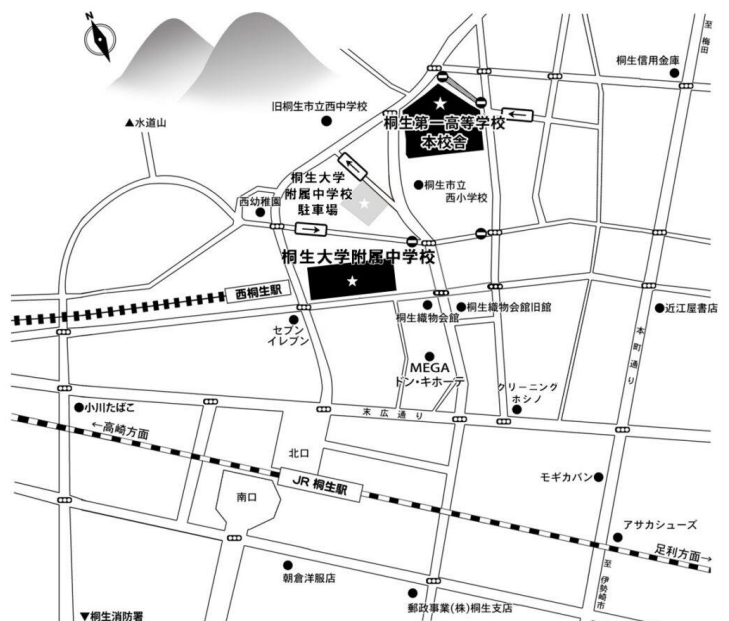 N
至 梅田
桐生信用金庫
旧桐生市立西中学校
▲水道山
桐生第一高等学校
本校舎
桐生大学
附属中学校
駐車場
桐生市立
西小学校
西幼稚園
桐生大学附属中学校
西桐生駅
桐生織物会館
桐生織物会館旧館
近江屋書店
セブン
イレブン
本町通り
MEGA
ドン・キホーテ
クリーニング
ホシノ
小川たばこ
末広通り
←高崎方面
北口
JR 桐生駅
モギカバン
南口
アサカシューズ
足利方面→
至 伊勢崎市
朝倉洋服店
郵政事業(株)桐生支店
▼桐生消防署